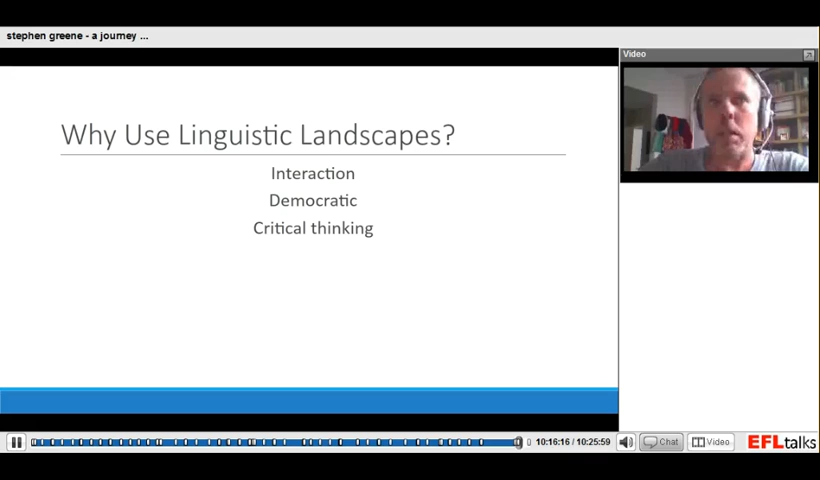 stephen greene - a journey ...
Video
Why Use Linguistic Landscapes?
Interaction
Democratic
Critical thinking
10:16:16 / 10:25:59
Chat
Video
EFLtalks